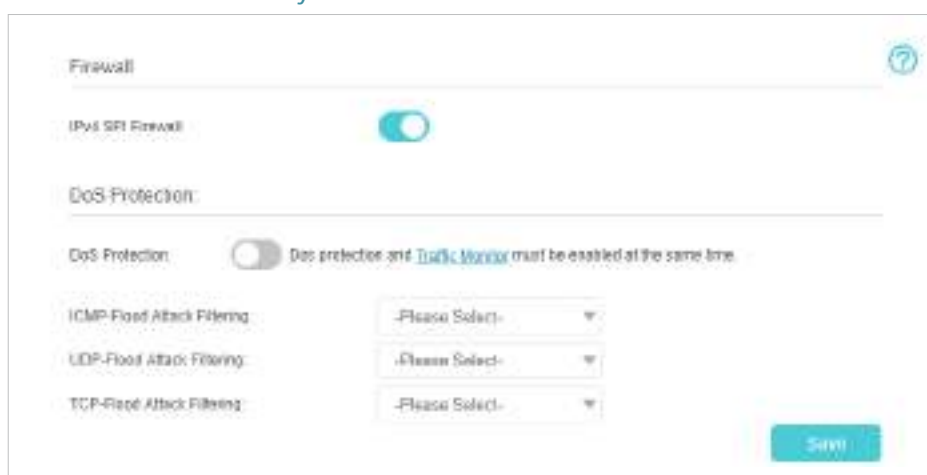 Firewall
IPv4 SPI Firewall
DoS Protection
DoS Protection: Dos protection and Traffic Monitor must be enabled at the same time.
ICMP-Flood Attack Filtering: -Please Select-
UDP-Flood Attack Filtering: -Please Select-
TCP-Flood Attack Filtering: -Please Select-
Save